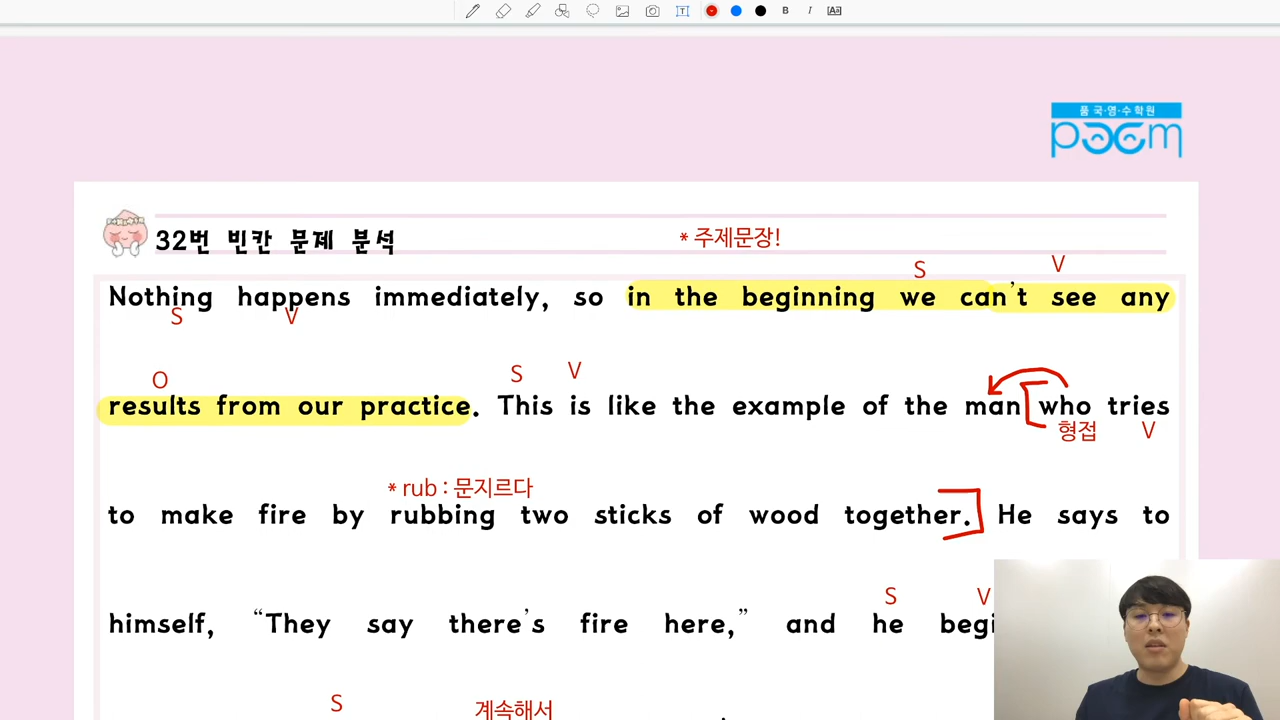 B I Aa
품 국·영·수 학원
poem
32번 빈칸 문제 분석
* 주제문장!
S V
Nothing happens immediately, so in the beginning we can't see any
S V
O S V
results from our practice. This is like the example of the man who tries
형접 V
* rub : 문지르다
to make fire by rubbing two sticks of wood together. He says to
S V
himself, “They say there's fire here,” and he begi
S 계속해서